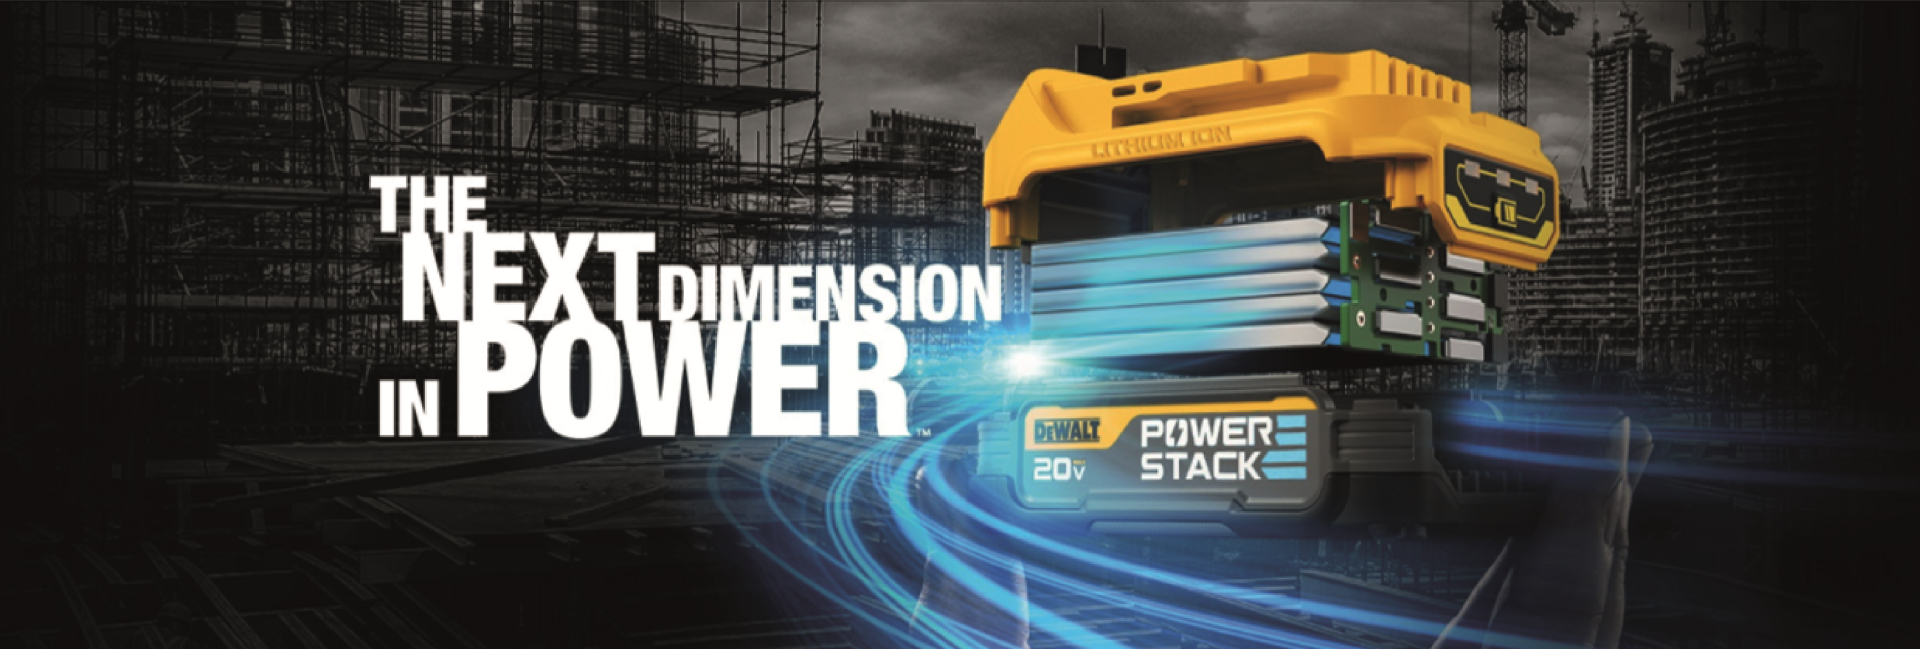 THE
NEXT DIMENSION
IN POWER™
LITHIUM ION
DEWALT
20V
POWER
STACK